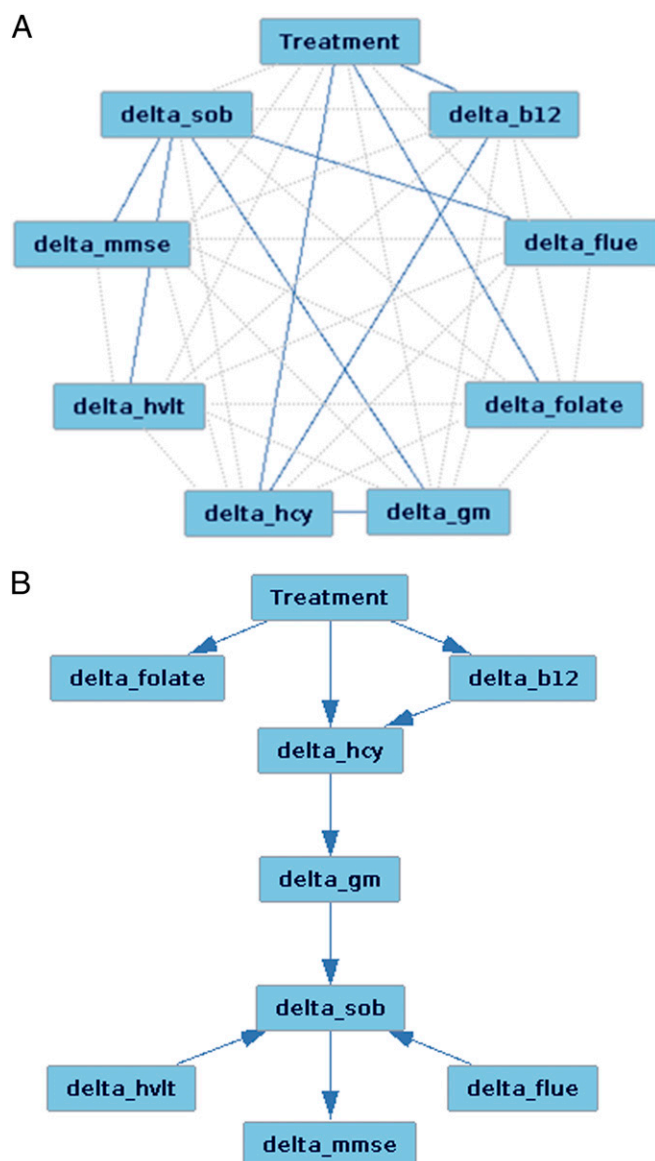 A
Treatment
delta_sob
delta_b12
delta_mmse
delta_flue
delta_hvlt
delta_folate
delta_hcy
delta_gm
B
Treatment
delta_folate
delta_b12
delta_hcy
delta_gm
delta_sob
delta_hvlt
delta_flue
delta_mmse